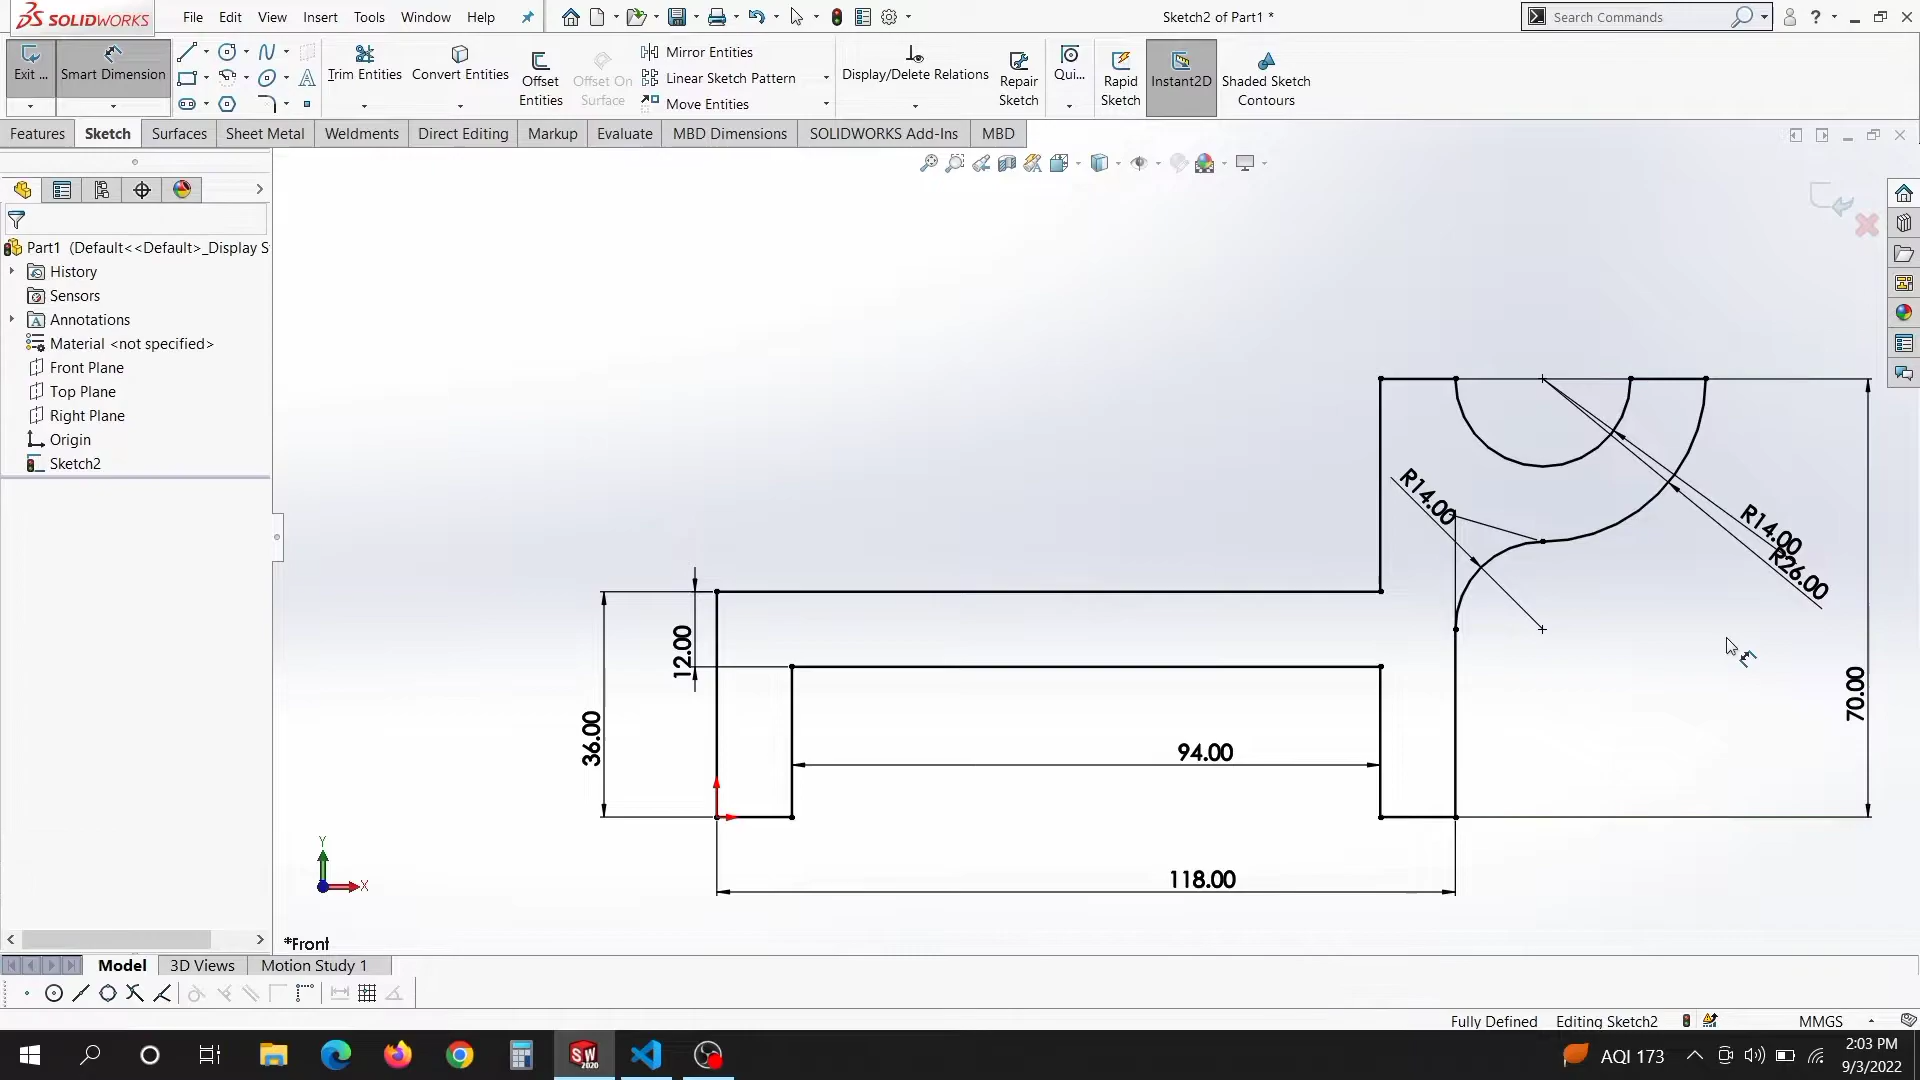 SOLIDWORKS File Edit View Insert Tools Window Help Sketch2 of Part1 * Search Commands ?
Exit ... Smart Dimension Trim Entities Convert Entities Offset Entities Offset On Surface Mirror Entities Linear Sketch Pattern Move Entities Display/Delete Relations Repair Sketch Qui... Rapid Sketch Instant2D Shaded Sketch Contours
Features Sketch Surfaces Sheet Metal Weldments Direct Editing Markup Evaluate MBD Dimensions SOLIDWORKS Add-Ins MBD
Part1 (Default<<Default>_Display S
History
Sensors
Annotations
Material <not specified>
Front Plane
Top Plane
Right Plane
Origin
Sketch2
R14.00
R14.00
R26.00
12.00
36.00
70.00
94.00
118.00
Y
X
*Front
Model 3D Views Motion Study 1
Fully Defined Editing Sketch2 MMGS
SW 2020 AQI 173 2:03 PM
9/3/2022